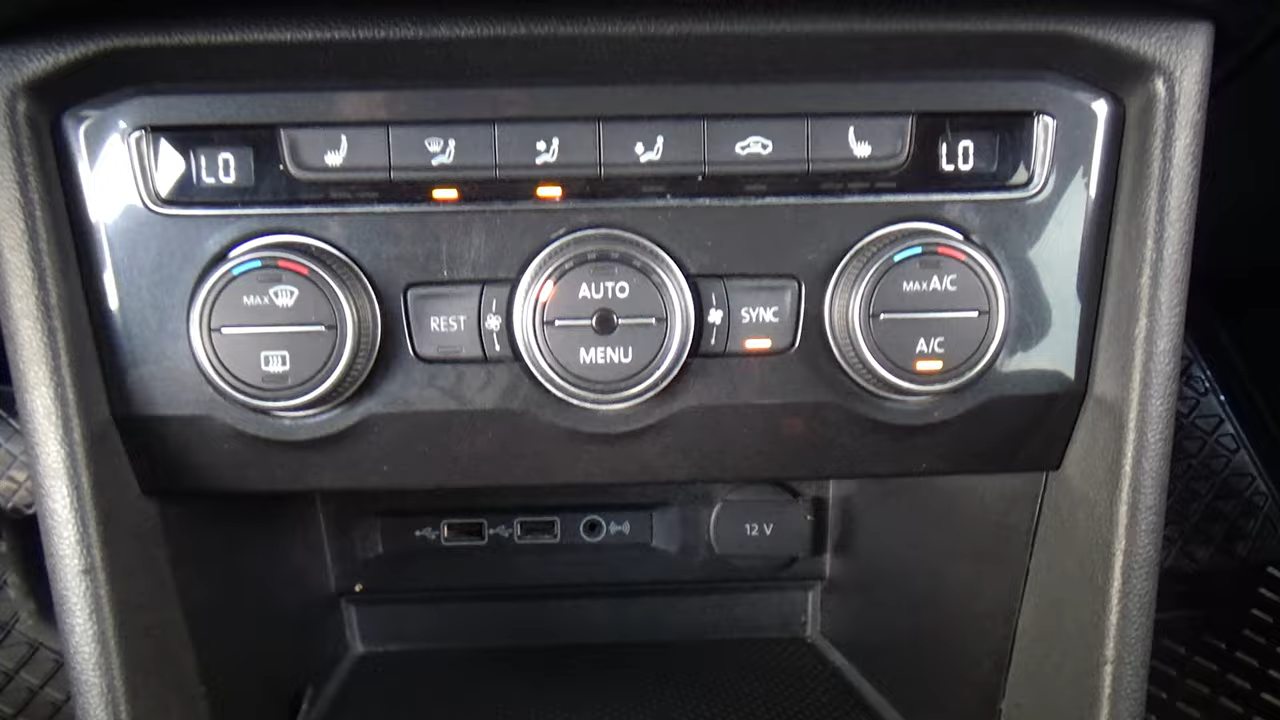 LO
LO
MAX
AUTO
MAX A/C
REST
SYNC
MENU
A/C
12 V